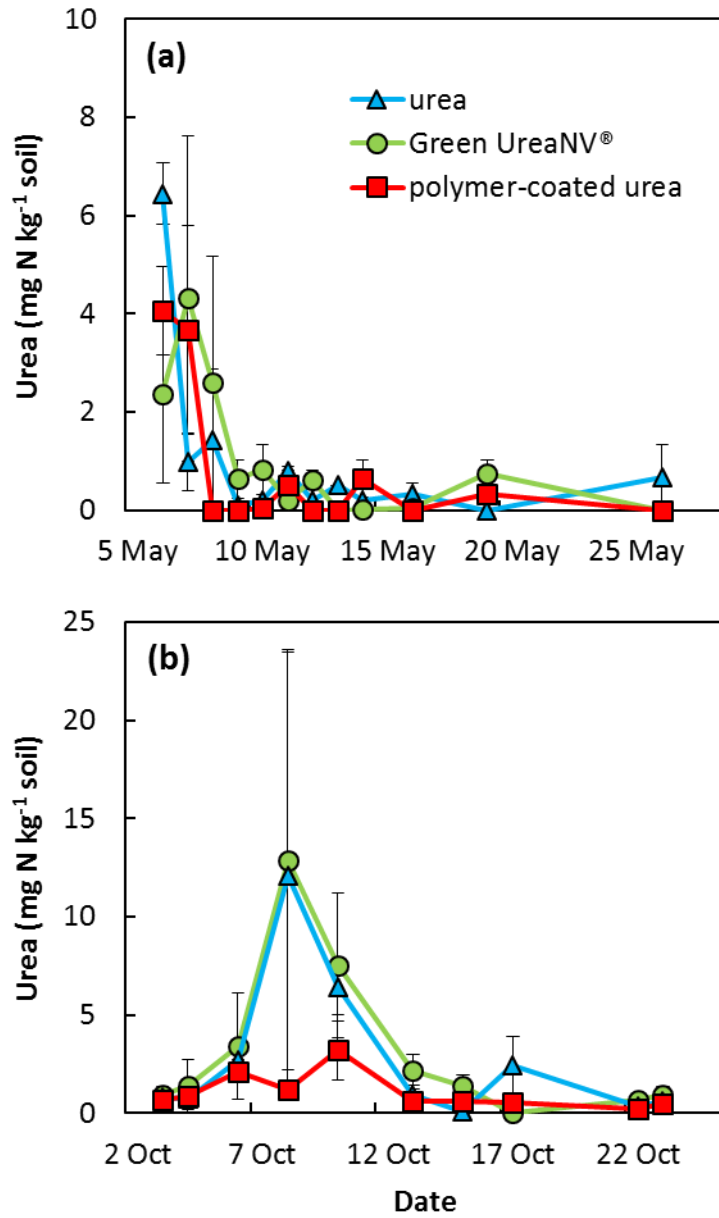 10
(a)
urea
Green UreaNV®
polymer-coated urea
8
6
4
2
0
Urea (mg N kg⁻¹ soil)
5 May 10 May 15 May 20 May 25 May
25
(b)
20
15
10
5
0
Urea (mg N kg⁻¹ soil)
2 Oct 7 Oct 12 Oct 17 Oct 22 Oct
Date